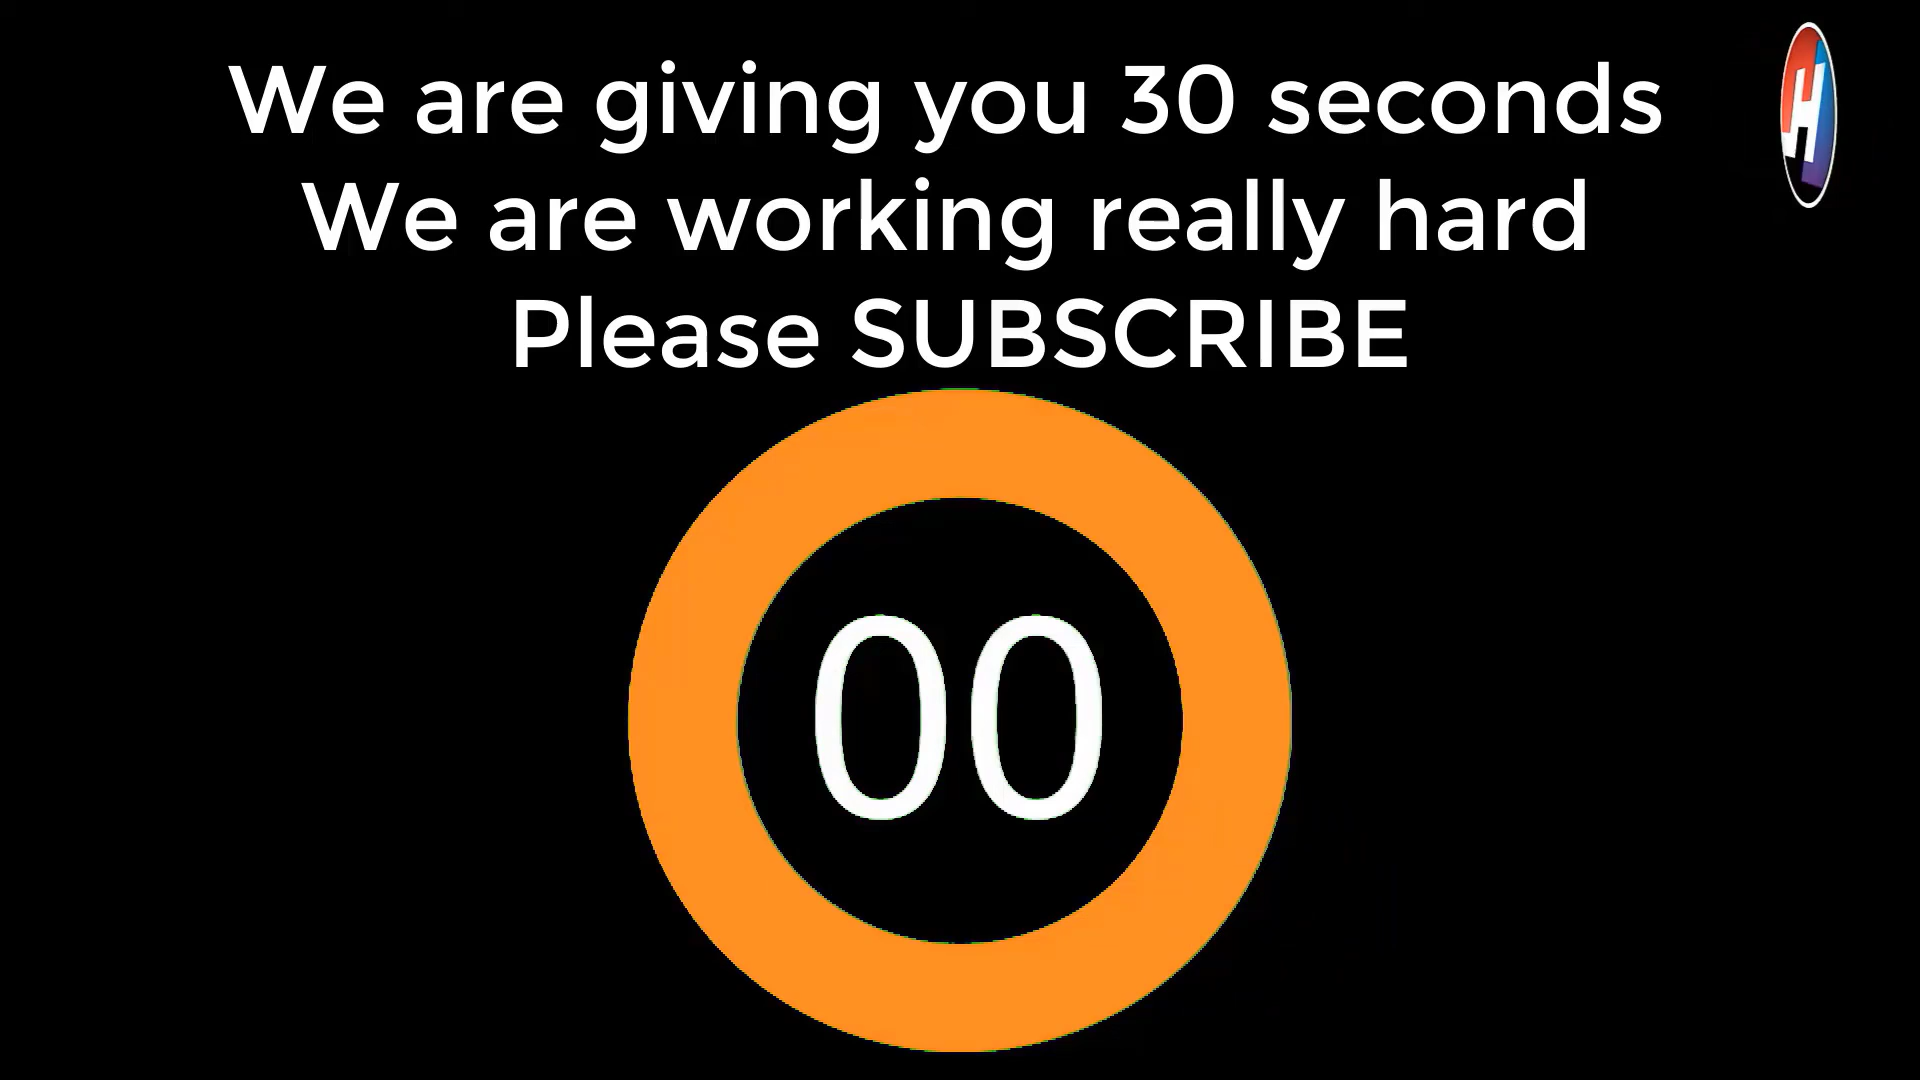 We are giving you 30 seconds
H
We are working really hard
Please SUBSCRIBE
00